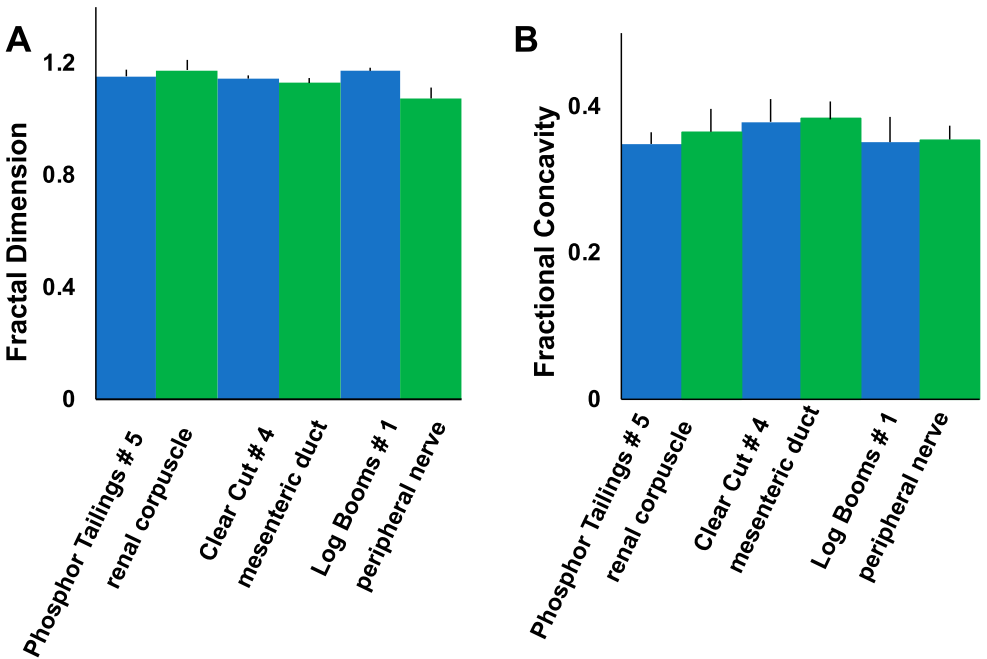 A
Fractal Dimension
1.2
0.8
0.4
0
Phosphor Tailings # 5
renal corpuscle
Clear Cut # 4
mesenteric duct
Log Booms # 1
peripheral nerve
B
Fractional Concavity
0.4
0.2
0
Phosphor Tailings # 5
renal corpuscle
Clear Cut # 4
mesenteric duct
Log Booms # 1
peripheral nerve